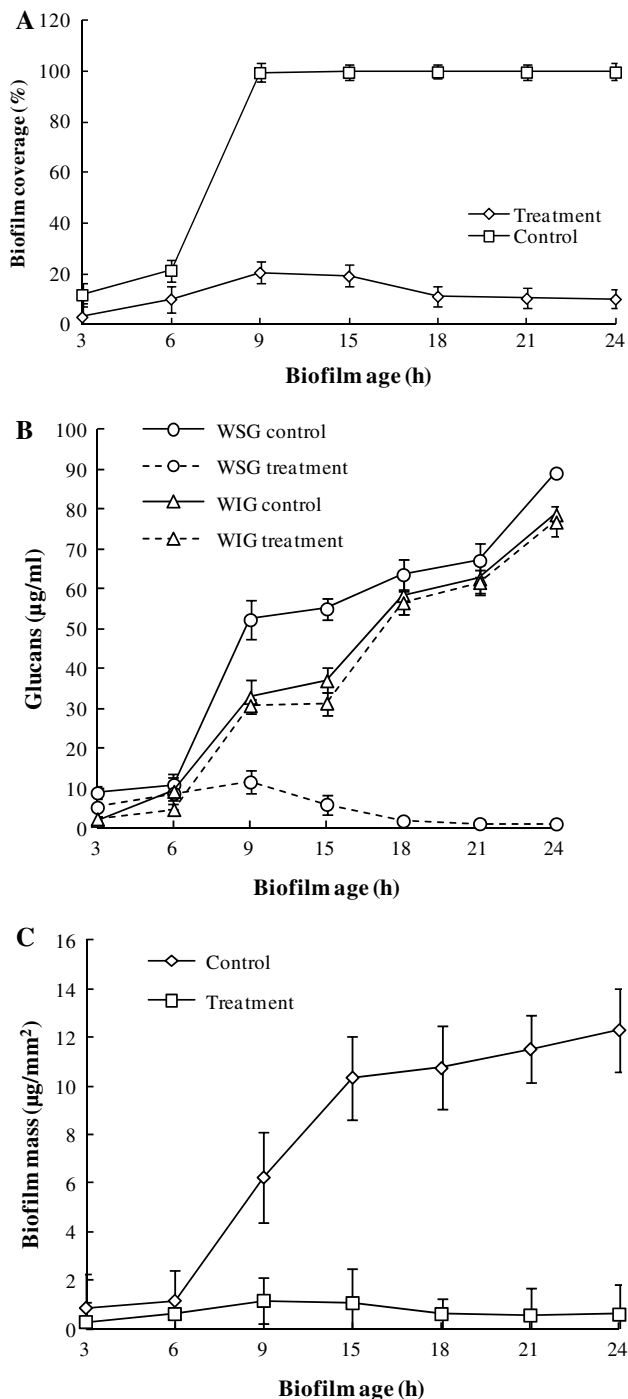 A
120
100
80
60
40
20
0
Biofilm coverage (%)
Treatment
Control
3 6 9 15 18 21 24
Biofilm age (h)
B
100
90
80
70
60
50
40
30
20
10
0
Glucans (µg/ml)
WSG control
WSG treatment
WIG control
WIG treatment
3 6 9 15 18 21 24
Biofilm age (h)
C
16
14
12
10
8
6
4
2
0
Biofilm mass (µg/mm²)
Control
Treatment
3 6 9 15 18 21 24
Biofilm age (h)